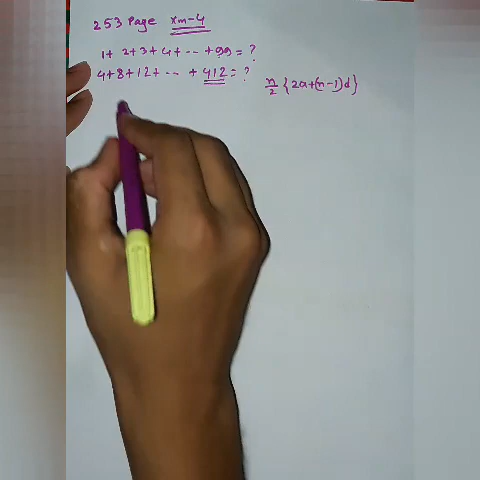 253 Page xm-4
1+ 2+3+4+ --- +99 = ?
4+8+12+ --- + 412 = ?
n/2 {2a+(n-1)d}